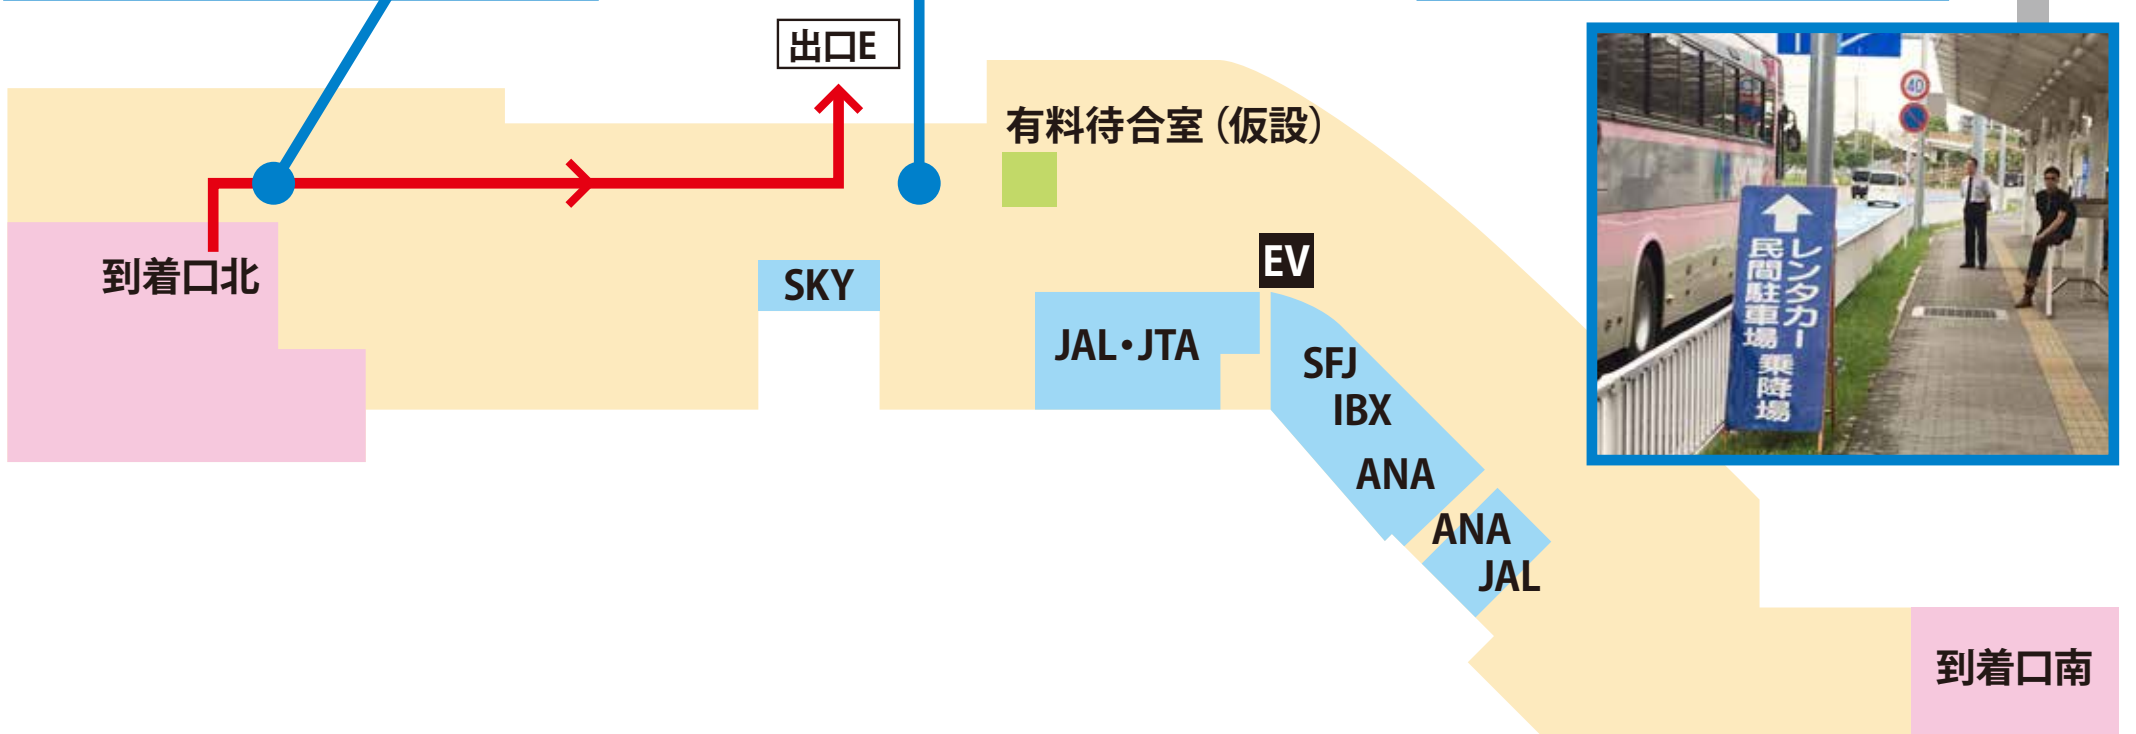 出口E
有料待合室（仮設）
到着口北
SKY
EV
JAL・JTA
SFJ
IBX
ANA
ANA
JAL
到着口南
40
レンタカー
民間駐車場
乗降場